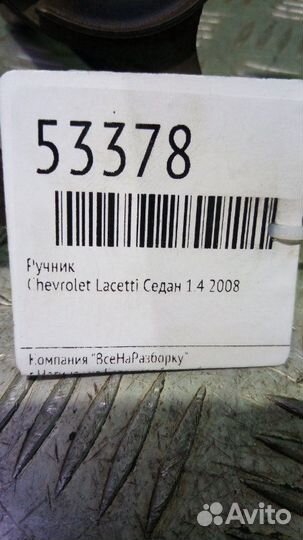 53378
Ручник
Chevrolet Lacetti Седан 1.4 2008
Компания "ВсеНаРазборку"
Avito